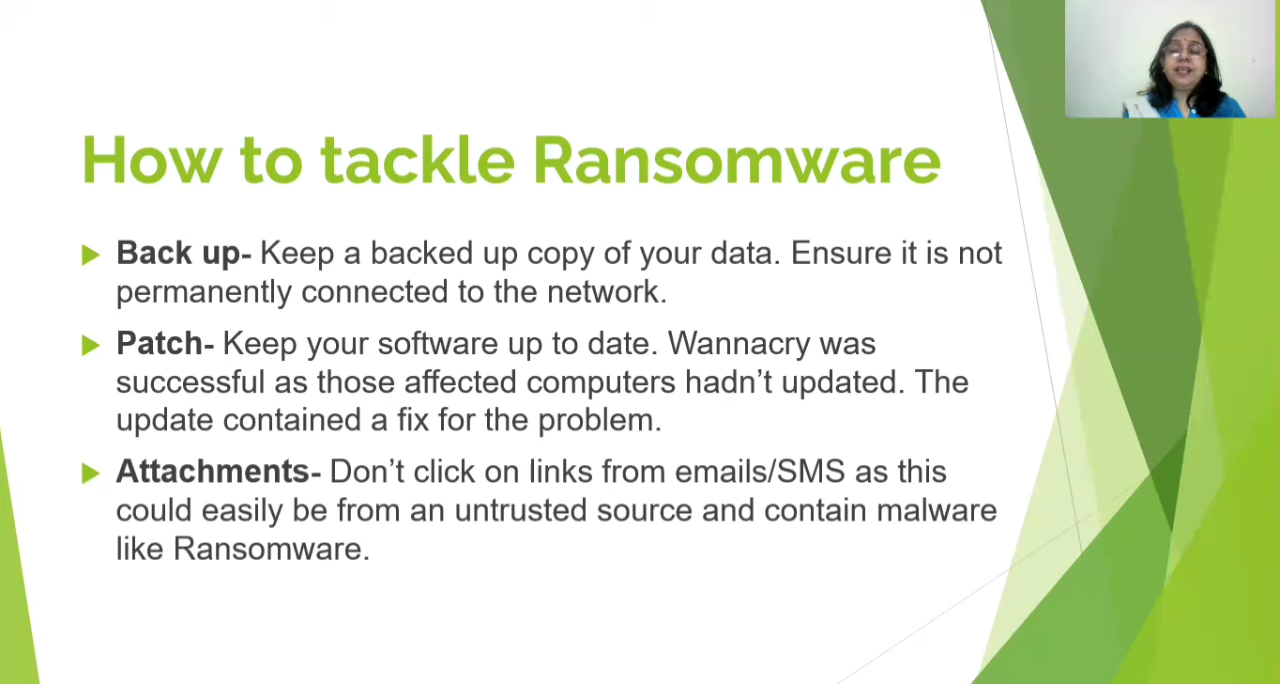 How to tackle Ransomware
Back up- Keep a backed up copy of your data. Ensure it is not
permanently connected to the network.
Patch- Keep your software up to date. Wannacry was
successful as those affected computers hadn’t updated. The
update contained a fix for the problem.
Attachments- Don’t click on links from emails/SMS as this
could easily be from an untrusted source and contain malware
like Ransomware.